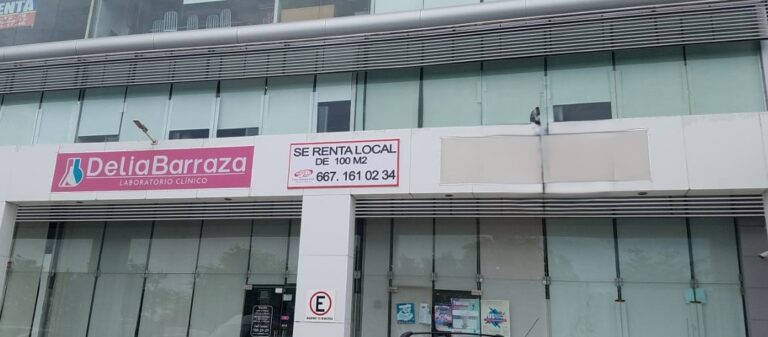 ENTA
DeliaBarraza
LABORATORIO CLÍNICO
SE RENTA LOCAL
DE 100 M2
667. 161 02 34
E